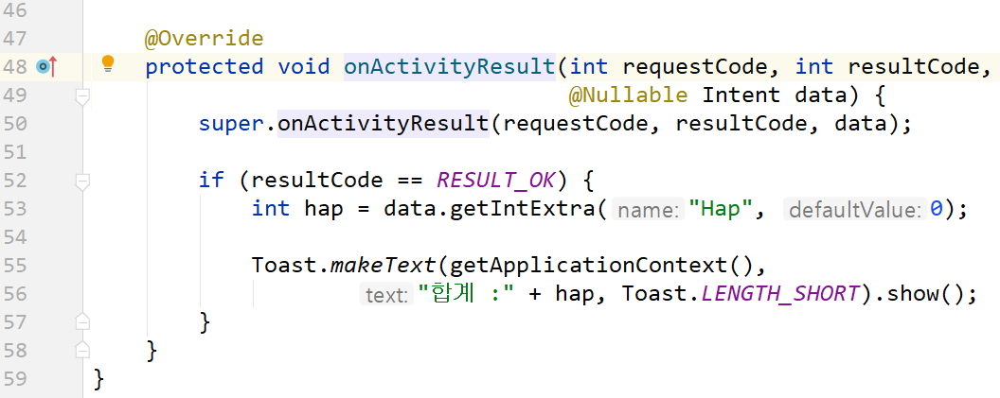 46
47 @Override
48 protected void onActivityResult(int requestCode, int resultCode,
49 @Nullable Intent data) {
50 super.onActivityResult(requestCode, resultCode, data);
51
52 if (resultCode == RESULT_OK) {
53 int hap = data.getIntExtra( name: "Hap", defaultValue: 0);
54
55 Toast.makeText(getApplicationContext(),
56 text: "합계 :" + hap, Toast.LENGTH_SHORT).show();
57 }
58 }
59 }